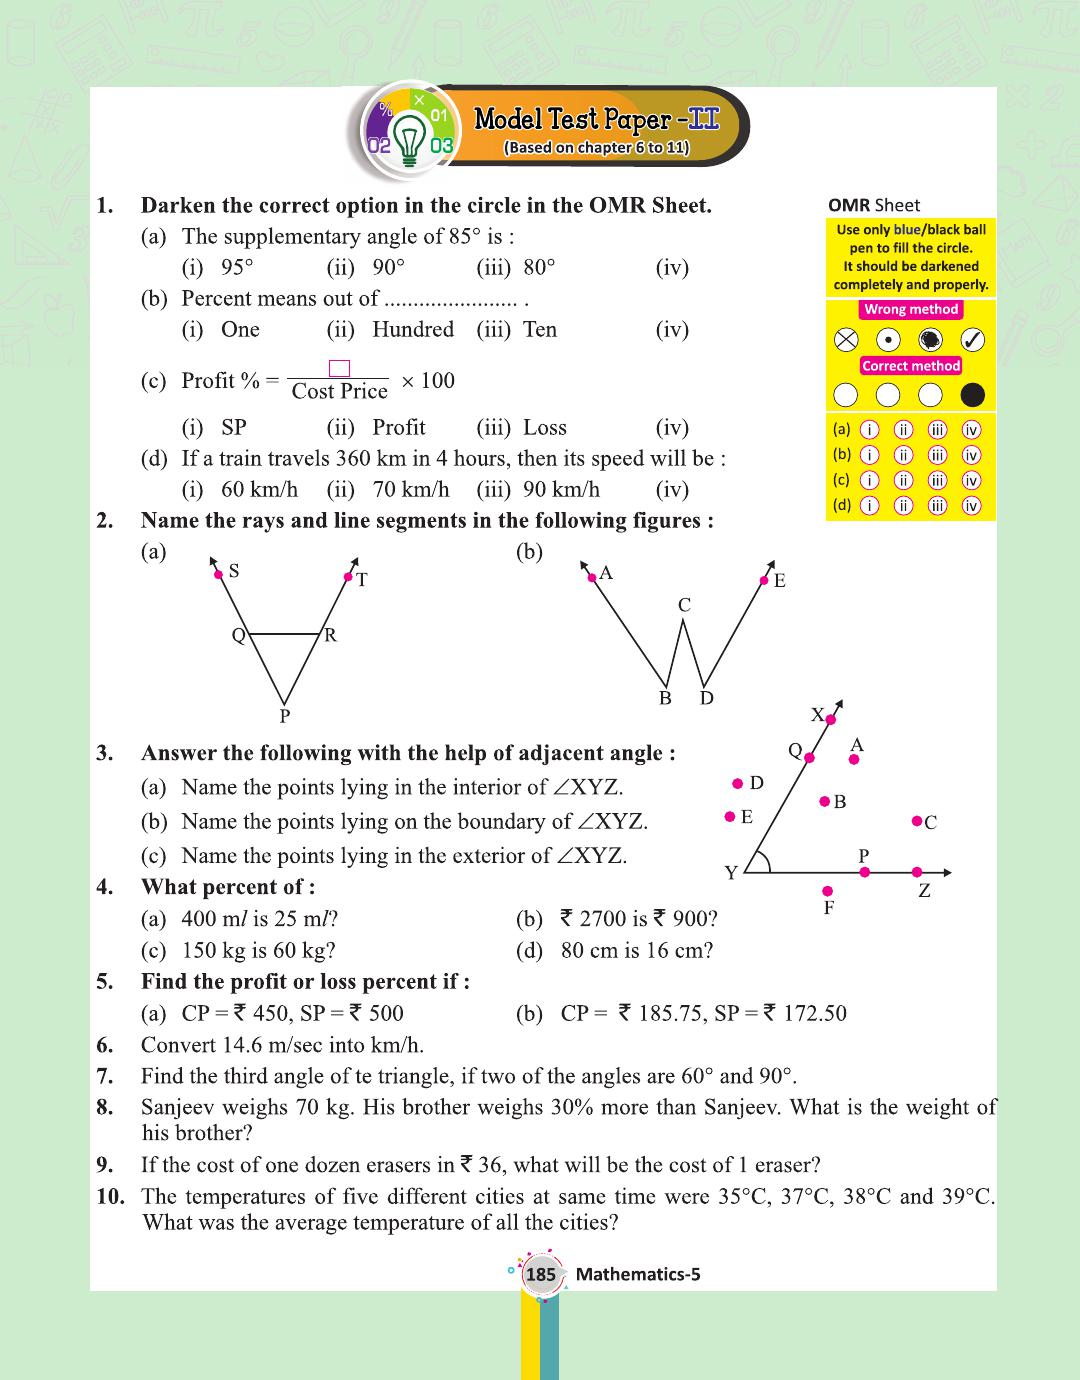 % × 01
02 03
Model Test Paper -II
(Based on chapter 6 to 11)
1. Darken the correct option in the circle in the OMR Sheet.
(a) The supplementary angle of 85° is :
(i) 95° (ii) 90° (iii) 80° (iv)
(b) Percent means out of ....................... .
(i) One (ii) Hundred (iii) Ten (iv)
(c) Profit % = □ / Cost Price × 100
(i) SP (ii) Profit (iii) Loss (iv)
(d) If a train travels 360 km in 4 hours, then its speed will be :
(i) 60 km/h (ii) 70 km/h (iii) 90 km/h (iv)
OMR Sheet
Use only blue/black ball
pen to fill the circle.
It should be darkened
completely and properly.
Wrong method
Correct method
(a) i ii iii iv
(b) i ii iii iv
(c) i ii iii iv
(d) i ii iii iv
2. Name the rays and line segments in the following figures :
(a) (b)
S T
Q R
P
A E
C
B D
3. Answer the following with the help of adjacent angle :
(a) Name the points lying in the interior of ∠XYZ.
(b) Name the points lying on the boundary of ∠XYZ.
(c) Name the points lying in the exterior of ∠XYZ.
X
Q A
D
B
E C
P
Y
Z
F
4. What percent of :
(a) 400 ml is 25 ml? (b) ₹ 2700 is ₹ 900?
(c) 150 kg is 60 kg? (d) 80 cm is 16 cm?
5. Find the profit or loss percent if :
(a) CP = ₹ 450, SP = ₹ 500 (b) CP = ₹ 185.75, SP = ₹ 172.50
6. Convert 14.6 m/sec into km/h.
7. Find the third angle of te triangle, if two of the angles are 60° and 90°.
8. Sanjeev weighs 70 kg. His brother weighs 30% more than Sanjeev. What is the weight of
his brother?
9. If the cost of one dozen erasers in ₹ 36, what will be the cost of 1 eraser?
10. The temperatures of five different cities at same time were 35°C, 37°C, 38°C and 39°C.
What was the average temperature of all the cities?
185 Mathematics-5